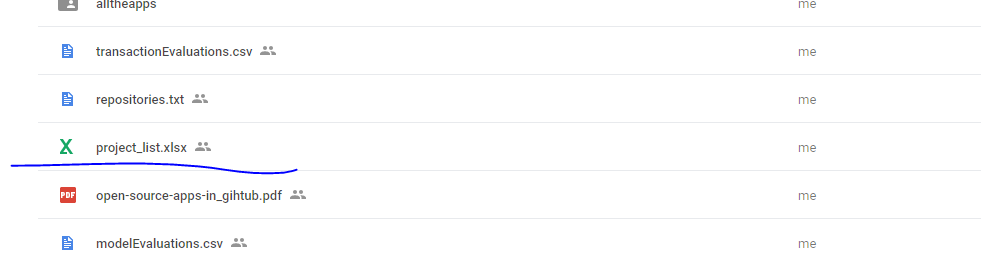 alltheapps me
transactionEvaluations.csv me
repositories.txt me
project_list.xlsx me
PDF open-source-apps-in_gihtub.pdf me
modelEvaluations.csv me